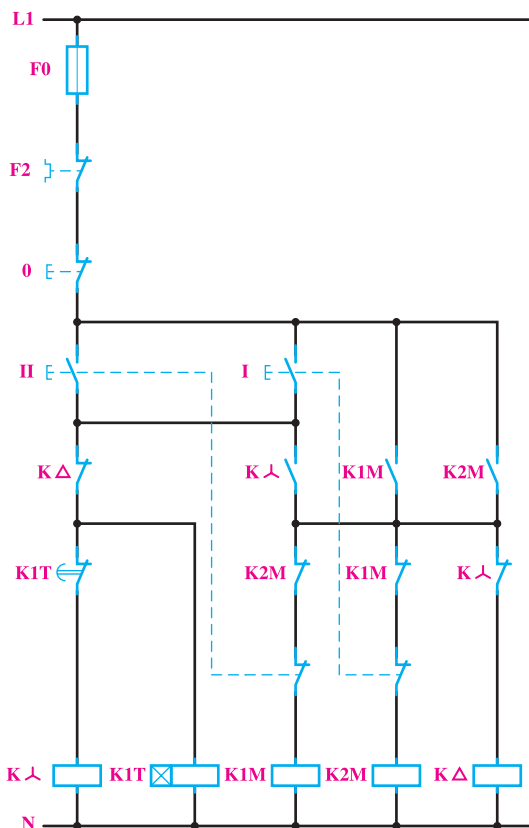 L1
F0
F2
0
II I
K △ K ⅄ K1M K2M
K1T K2M K1M K ⅄
K ⅄ K1T K1M K2M K △
N